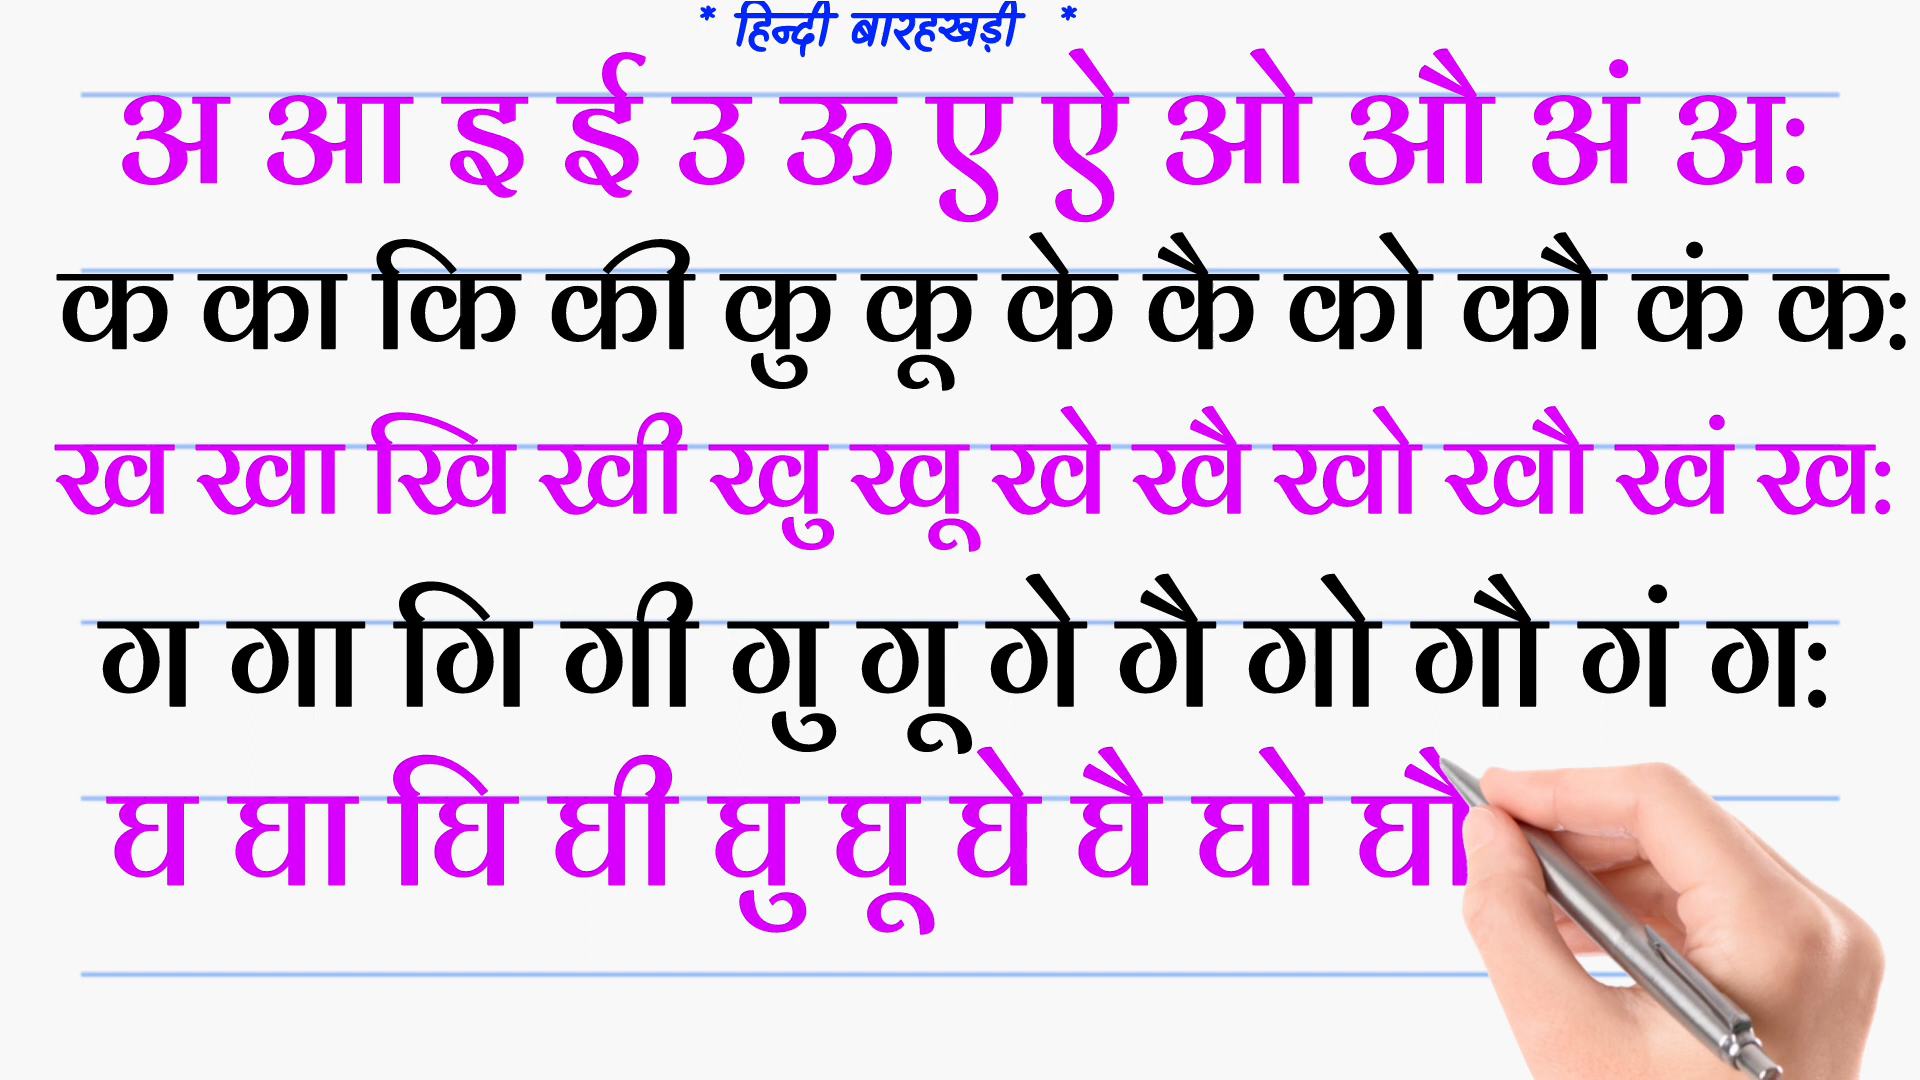 * हिन्दी बारहखड़ी *
अ आ इ ई उ ऊ ए ऐ ओ औ अं अ:
क का कि की कु कू के कै को कौ कं क:
ख खा खि खी खु खू खे खै खो खौ खं ख:
ग गा गि गी गु गू गे गै गो गौ गं ग:
घ घा घि घी घु घू घे घै घो घौ